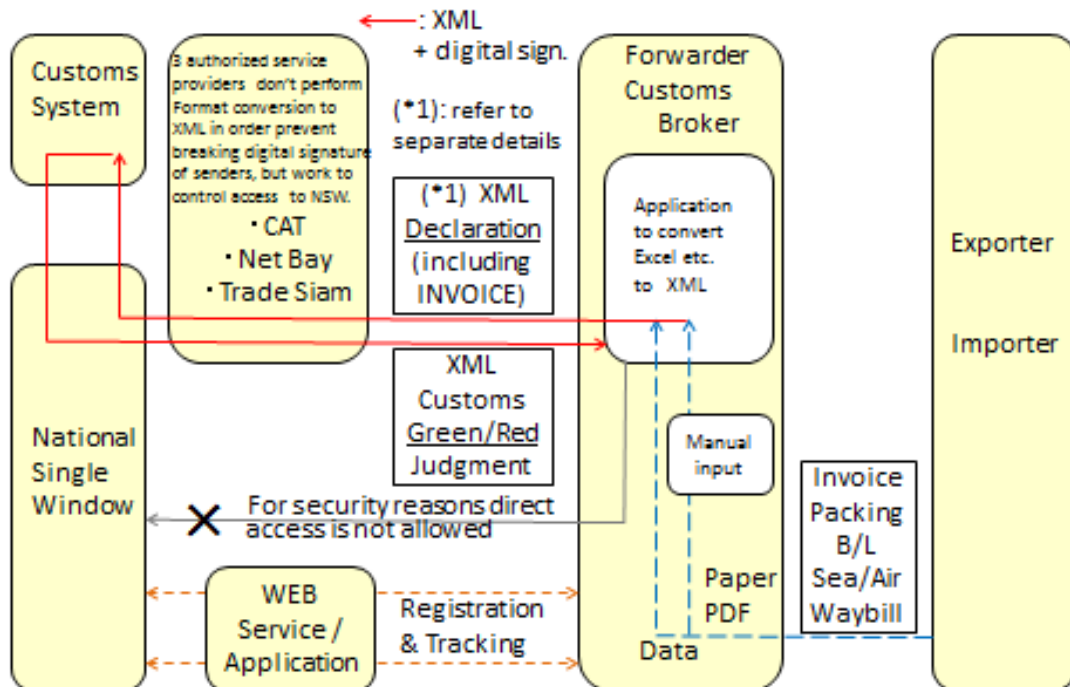 Customs
System
3 authorized service
providers don't perform
Format conversion to
XML in order prevent
breaking digital signature
of senders, but work to
control access to NSW.
・CAT
・Net Bay
・Trade Siam
: XML
+ digital sign.
(*1): refer to
separate details
(*1) XML
Declaration
(including
INVOICE)
XML
Customs
Green/Red
Judgment
Forwarder
Customs
Broker
Application
to convert
Excel etc.
to XML
Manual
input
Exporter
Importer
National
Single
Window
For security reasons direct
access is not allowed
WEB
Service /
Application
Registration
& Tracking
Paper
PDF
Data
Invoice
Packing
B/L
Sea/Air
Waybill